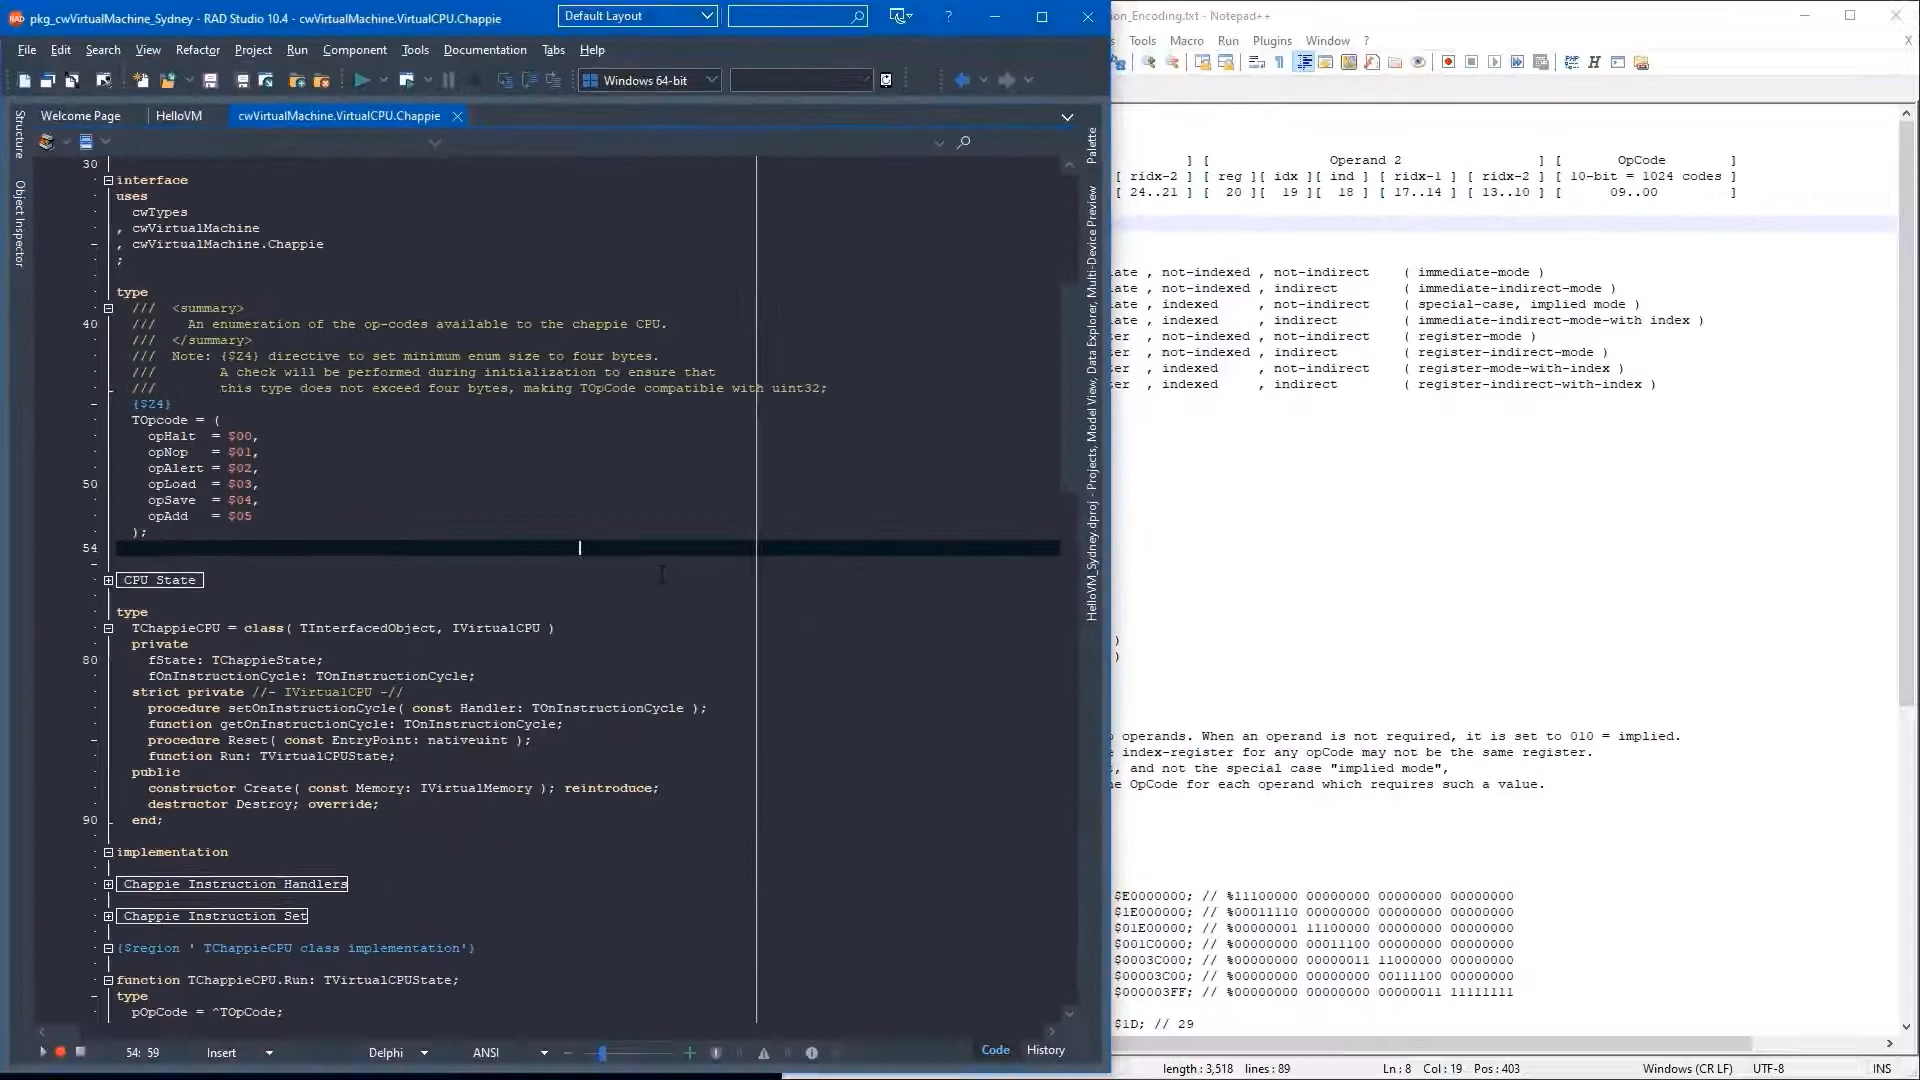 pkg_cwVirtualMachine_Sydney - RAD Studio 10.4 - cwVirtualMachine.VirtualCPU.Chappie
Default Layout
?
File Edit Search View Refactor Project Run Component Tools Documentation Tabs Help
Windows 64-bit
Welcome Page HelloVM cwVirtualMachine.VirtualCPU.Chappie
Structure
Object Inspector
30
interface
uses
cwTypes
, cwVirtualMachine
, cwVirtualMachine.Chappie
;
type
/// <summary>
40 /// An enumeration of the op-codes available to the chappie CPU.
/// </summary>
/// Note: {$Z4} directive to set minimum enum size to four bytes.
/// A check will be performed during initialization to ensure that
/// this type does not exceed four bytes, making TOpCode compatible with uint32;
{$Z4}
TOpcode = (
opHalt = $00,
opNop = $01,
opAlert = $02,
50 opLoad = $03,
opSave = $04,
opAdd = $05
);
54
CPU State
type
TChappieCPU = class( TInterfacedObject, IVirtualCPU )
private
80 fState: TChappieState;
fOnInstructionCycle: TOnInstructionCycle;
strict private //- IVirtualCPU -//
procedure setOnInstructionCycle( const Handler: TOnInstructionCycle );
function getOnInstructionCycle: TOnInstructionCycle;
procedure Reset( const EntryPoint: nativeuint );
function Run: TVirtualCPUState;
public
constructor Create( const Memory: IVirtualMemory ); reintroduce;
destructor Destroy; override;
90 end;
implementation
Chappie Instruction Handlers
Chappie Instruction Set
{$region ' TChappieCPU class implementation'}
function TChappieCPU.Run: TVirtualCPUState;
type
pOpCode = ^TOpCode;
54: 59 Insert Delphi ANSI Code History
Palette
HelloVM_Sydney.dproj - Projects, Model View, Data Explorer, Multi-Device Preview
on_Encoding.txt - Notepad++
s Tools Macro Run Plugins Window ?
X
] [ Operand 2 ] [ OpCode ]
[ ridx-2 ] [ reg ][ idx ][ ind ] [ ridx-1 ] [ ridx-2 ] [ 10-bit = 1024 codes ]
[ 24..21 ] [ 20 ][ 19 ][ 18 ] [ 17..14 ] [ 13..10 ] [ 09..00 ]
ate , not-indexed , not-indirect ( immediate-mode )
ate , not-indexed , indirect ( immediate-indirect-mode )
ate , indexed , not-indirect ( special-case, implied mode )
ate , indexed , indirect ( immediate-indirect-mode-with index )
ter , not-indexed , not-indirect ( register-mode )
ter , not-indexed , indirect ( register-indirect-mode )
ter , indexed , not-indirect ( register-mode-with-index )
ter , indexed , indirect ( register-indirect-with-index )
)
)
o operands. When an operand is not required, it is set to 010 = implied.
e index-register for any opCode may not be the same register.
, and not the special case "implied mode",
he OpCode for each operand which requires such a value.
$E0000000; // %11100000 00000000 00000000 00000000
$1E000000; // %00011110 00000000 00000000 00000000
$01E00000; // %00000001 11100000 00000000 00000000
$001C0000; // %00000000 00011100 00000000 00000000
$0003C000; // %00000000 00000011 11000000 00000000
$00003C00; // %00000000 00000000 00111100 00000000
$000003FF; // %00000000 00000000 00000011 11111111
$1D; // 29
length : 3,518 lines : 89 Ln : 8 Col : 19 Pos : 403 Windows (CR LF) UTF-8 INS